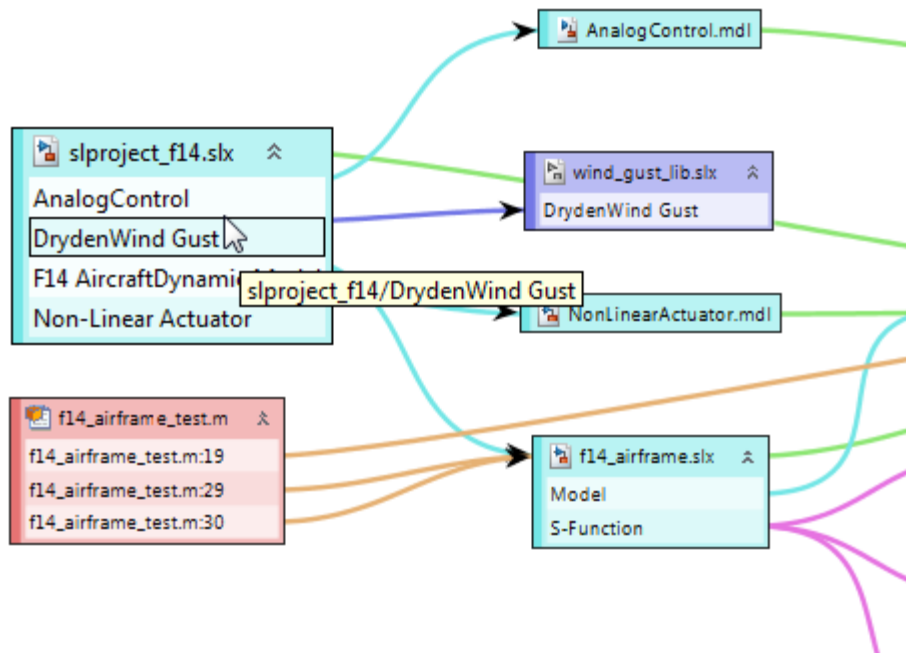 AnalogControl.mdl
slproject_f14.slx
AnalogControl
DrydenWind Gust
F14 AircraftDynamic
Non-Linear Actuator
slproject_f14/DrydenWind Gust
wind_gust_lib.slx
DrydenWind Gust
NonLinearActuator.mdl
f14_airframe_test.m
f14_airframe_test.m:19
f14_airframe_test.m:29
f14_airframe_test.m:30
f14_airframe.slx
Model
S-Function